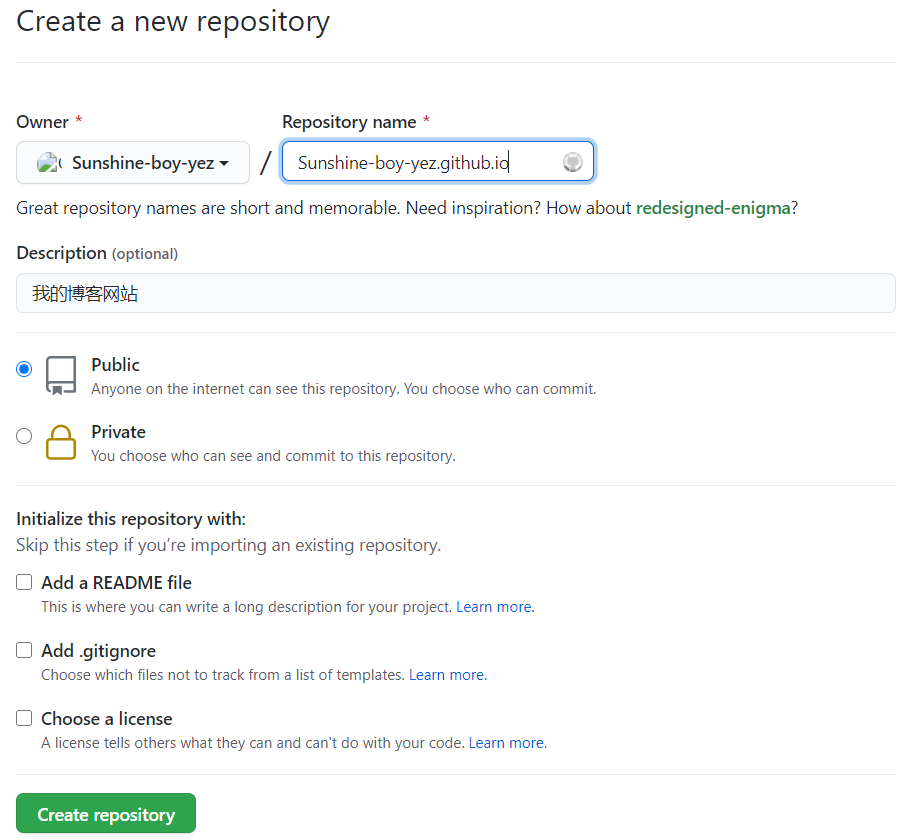 Create a new repository
Owner * Repository name *
Sunshine-boy-yez / Sunshine-boy-yez.github.io
Great repository names are short and memorable. Need inspiration? How about redesigned-enigma?
Description (optional)
我的博客网站
Public
Anyone on the internet can see this repository. You choose who can commit.
Private
You choose who can see and commit to this repository.
Initialize this repository with:
Skip this step if you’re importing an existing repository.
Add a README file
This is where you can write a long description for your project. Learn more.
Add .gitignore
Choose which files not to track from a list of templates. Learn more.
Choose a license
A license tells others what they can and can't do with your code. Learn more.
Create repository